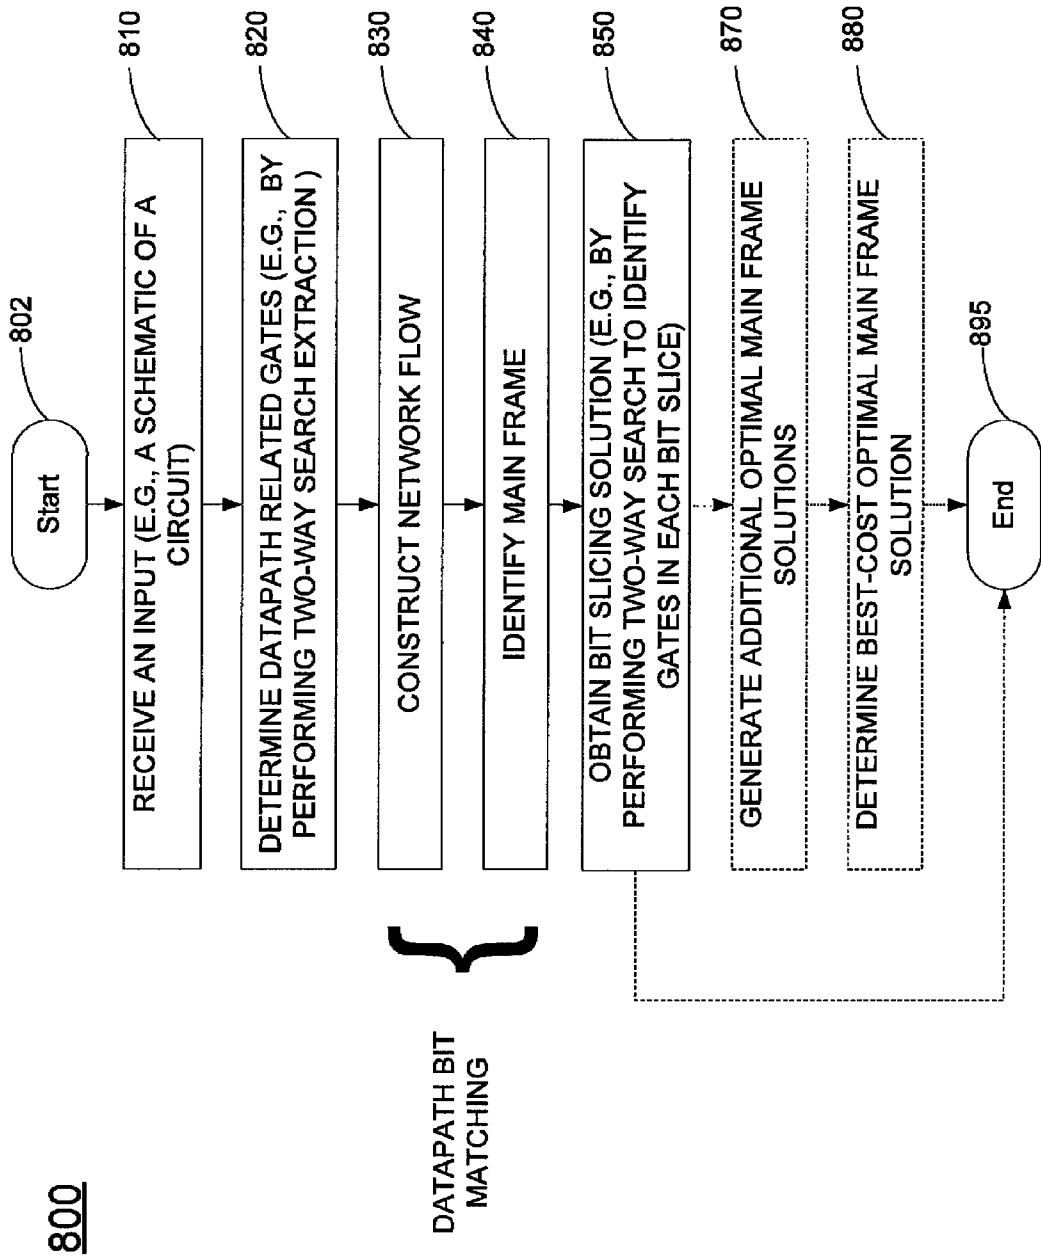 800
Start
802
RECEIVE AN INPUT (E.G., A SCHEMATIC OF A
CIRCUIT)
810
DETERMINE DATAPATH RELATED GATES (E.G., BY
PERFORMING TWO-WAY SEARCH EXTRACTION )
820
DATAPATH BIT
MATCHING
CONSTRUCT NETWORK FLOW
830
IDENTIFY MAIN FRAME
840
OBTAIN BIT SLICING SOLUTION (E.G., BY
PERFORMING TWO-WAY SEARCH TO IDENTIFY
GATES IN EACH BIT SLICE)
850
GENERATE ADDITIONAL OPTIMAL MAIN FRAME
SOLUTIONS
870
DETERMINE BEST-COST OPTIMAL MAIN FRAME
SOLUTION
880
End
895